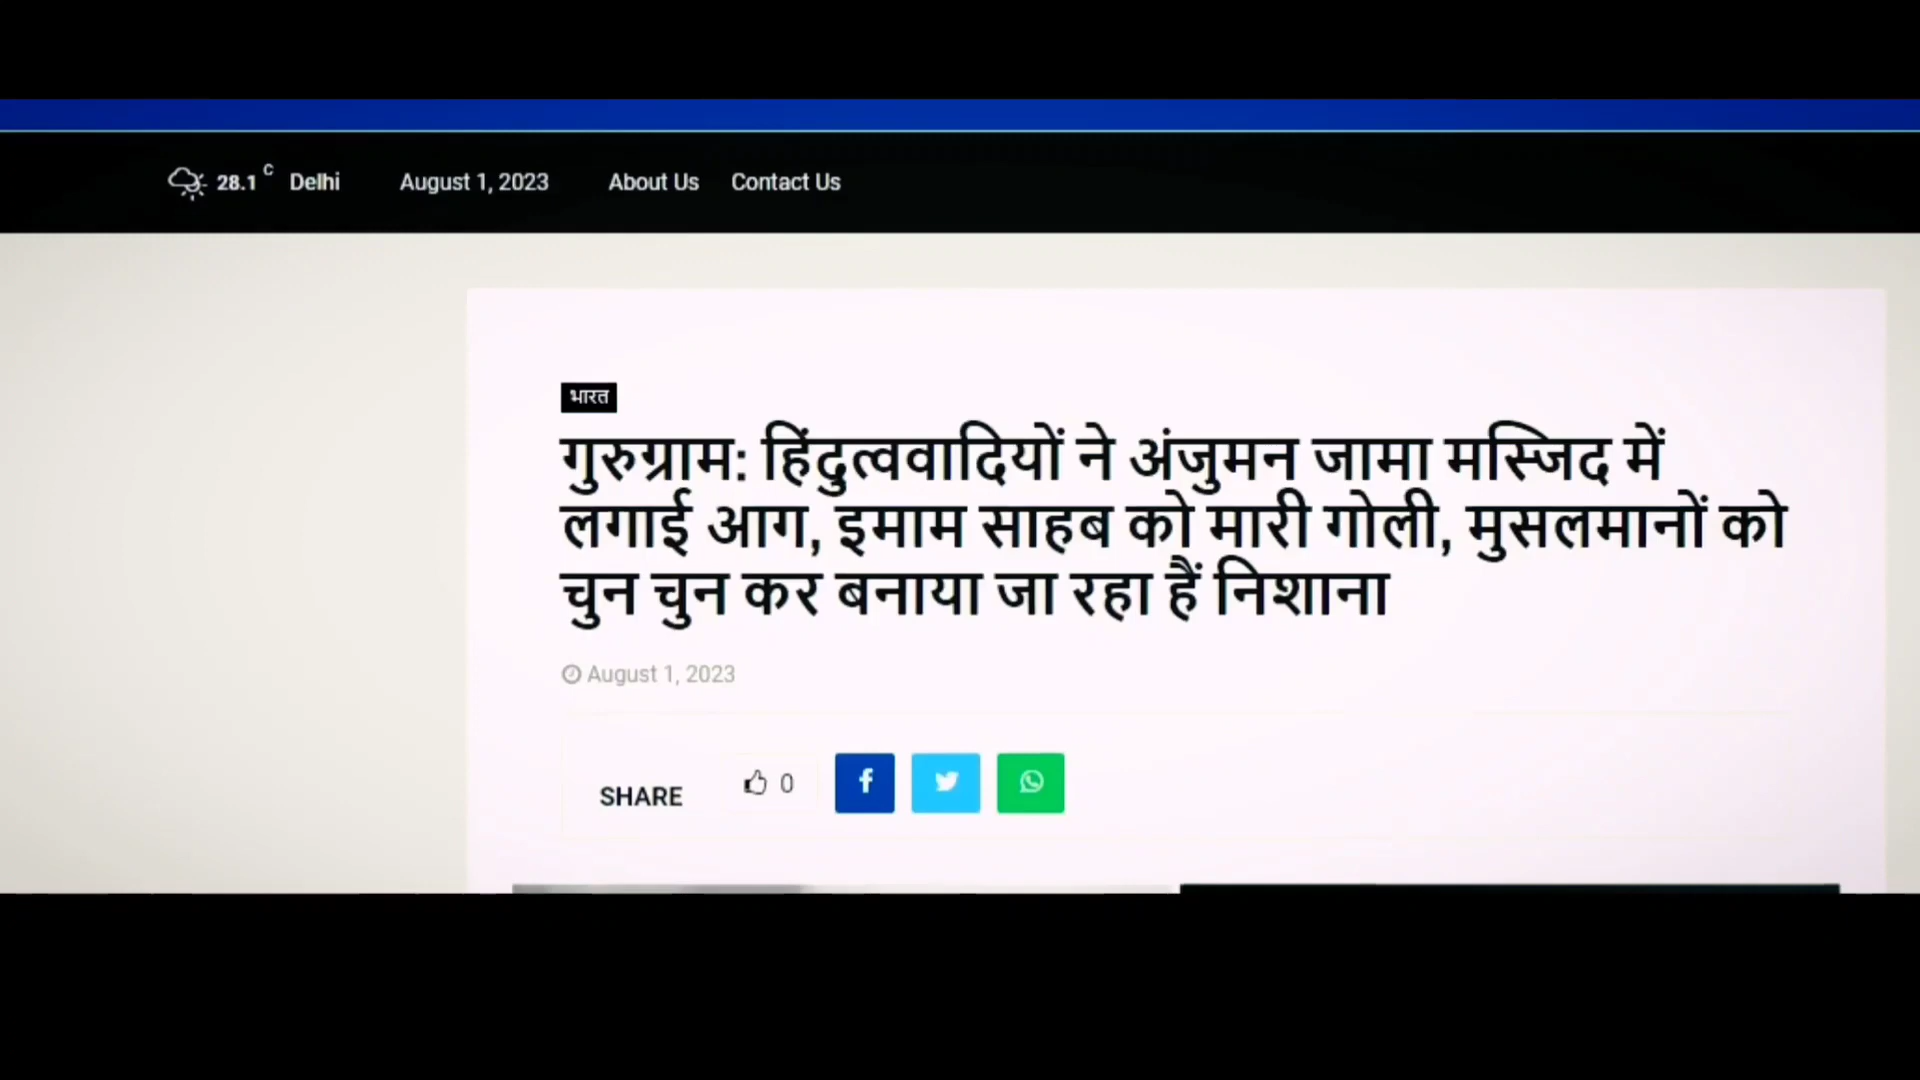 28.1 C Delhi August 1, 2023 About Us Contact Us
भारत
गुरुग्राम: हिंदुत्ववादियों ने अंजुमन जामा मस्जिद में
लगाई आग, इमाम साहब को मारी गोली, मुसलमानों को
चुन चुन कर बनाया जा रहा हैं निशाना
August 1, 2023
SHARE 0